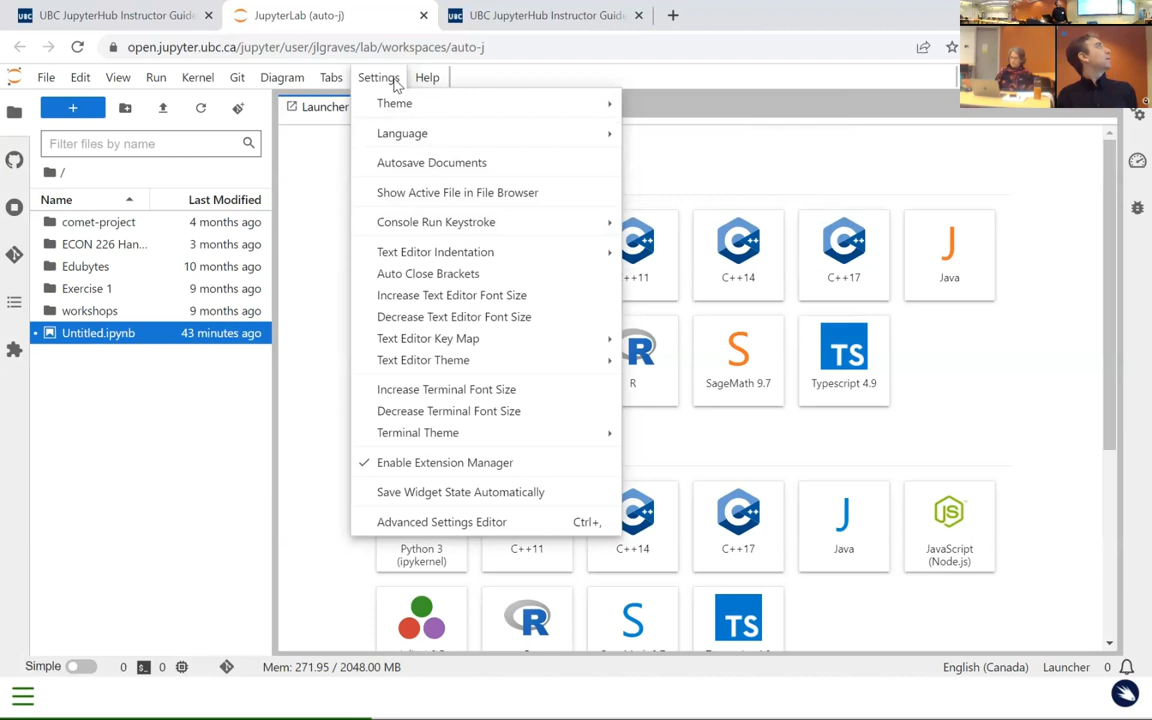 UBC JupyterHub Instructor Guide
JupyterLab (auto-j)
UBC JupyterHub Instructor Guide
open.jupyter.ubc.ca/jupyter/user/jlgraves/lab/workspaces/auto-j
File Edit View Run Kernel Git Diagram Tabs Settings Help
Launcher
Filter files by name
/
Name Last Modified
comet-project 4 months ago
ECON 226 Han... 3 months ago
Edubytes 10 months ago
Exercise 1 9 months ago
workshops 9 months ago
Untitled.ipynb 43 minutes ago
Theme
Language
Autosave Documents
Show Active File in File Browser
Console Run Keystroke
Text Editor Indentation
Auto Close Brackets
Increase Text Editor Font Size
Decrease Text Editor Font Size
Text Editor Key Map
Text Editor Theme
Increase Terminal Font Size
Decrease Terminal Font Size
Terminal Theme
Enable Extension Manager
Save Widget State Automatically
Advanced Settings Editor Ctrl+,
++11 C++14 C++17 Java
R SageMath 9.7 Typescript 4.9
TS
Python 3
(ipykernel)
C++11 C++14 C++17 Java JavaScript
(Node.js)
TS
Simple 0 0 Mem: 271.95 / 2048.00 MB English (Canada) Launcher 0